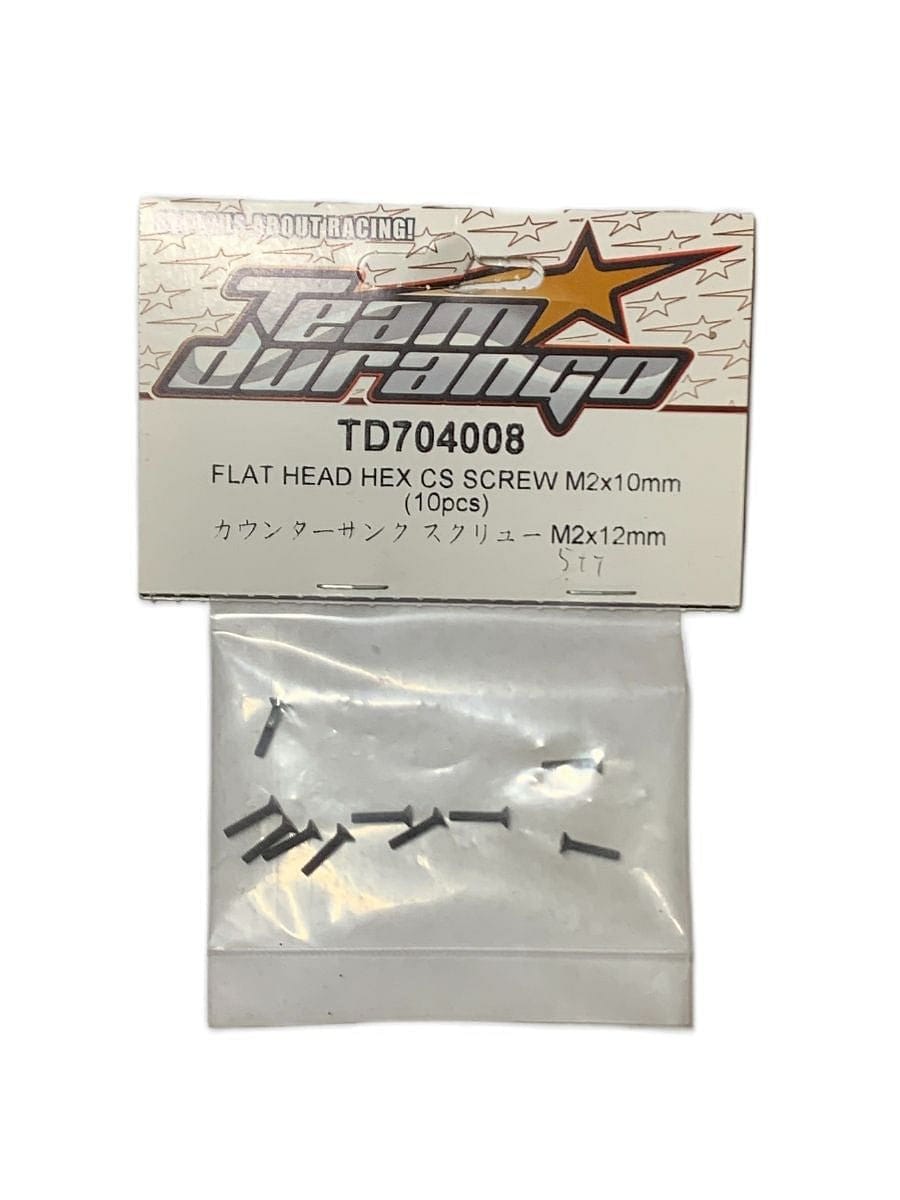 SERIOUS ABOUT RACING!
Team
durango
TD704008
FLAT HEAD HEX CS SCREW M2x10mm
(10pcs)
カウンターサンク スクリュー M2x12mm